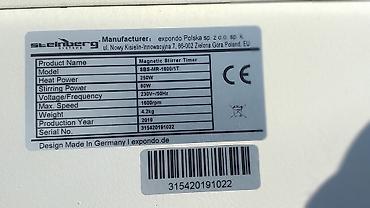 steinberg
SYSTEMS
Manufacturer: expondo Polska sp. z o.o. sp. k.
ul. Nowy Kisielin-Innowacyjna 7, 66-002 Zielona Góra Poland, EU
Product Name Magnetic Stirrer Timer
Model SBS-MR-1600/1T
Heat Power 250W
Stirring Power 60W
Voltage/Frequency 230V~/50Hz
Max. Speed 1600rpm
Weight 4.2kg
Production Year 2019
Serial No. 315420191022
CE
Design Made In Germany I expondo.de
315420191022